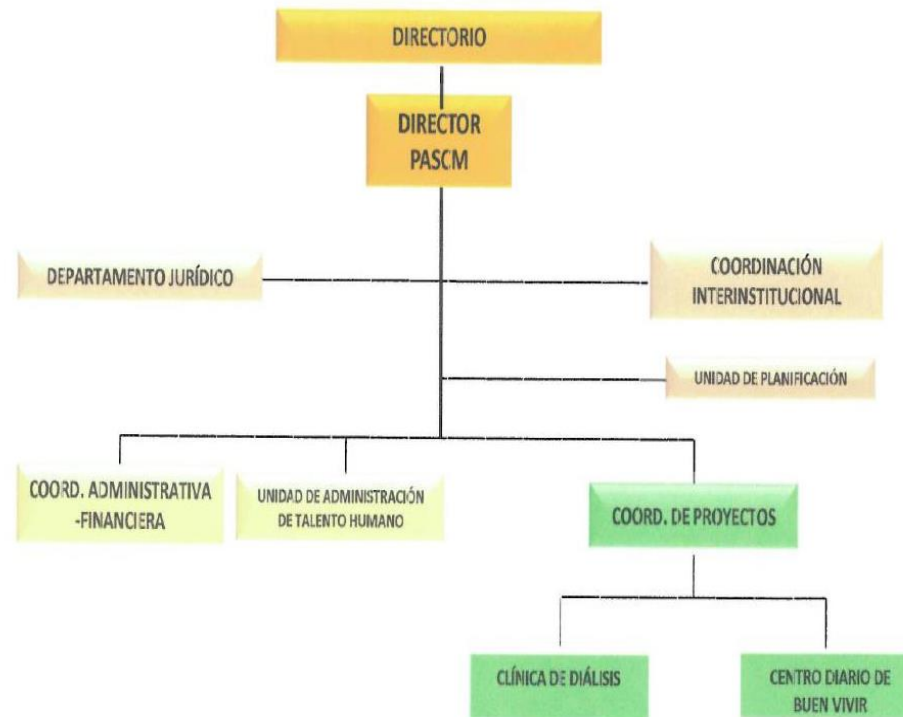 DIRECTORIO
DIRECTOR
PASCM
DEPARTAMENTO JURÍDICO
COORDINACIÓN
INTERINSTITUCIONAL
UNIDAD DE PLANIFICACIÓN
COORD. ADMINISTRATIVA
-FINANCIERA
UNIDAD DE ADMINISTRACIÓN
DE TALENTO HUMANO
COORD. DE PROYECTOS
CLÍNICA DE DIÁLISIS
CENTRO DIARIO DE
BUEN VIVIR